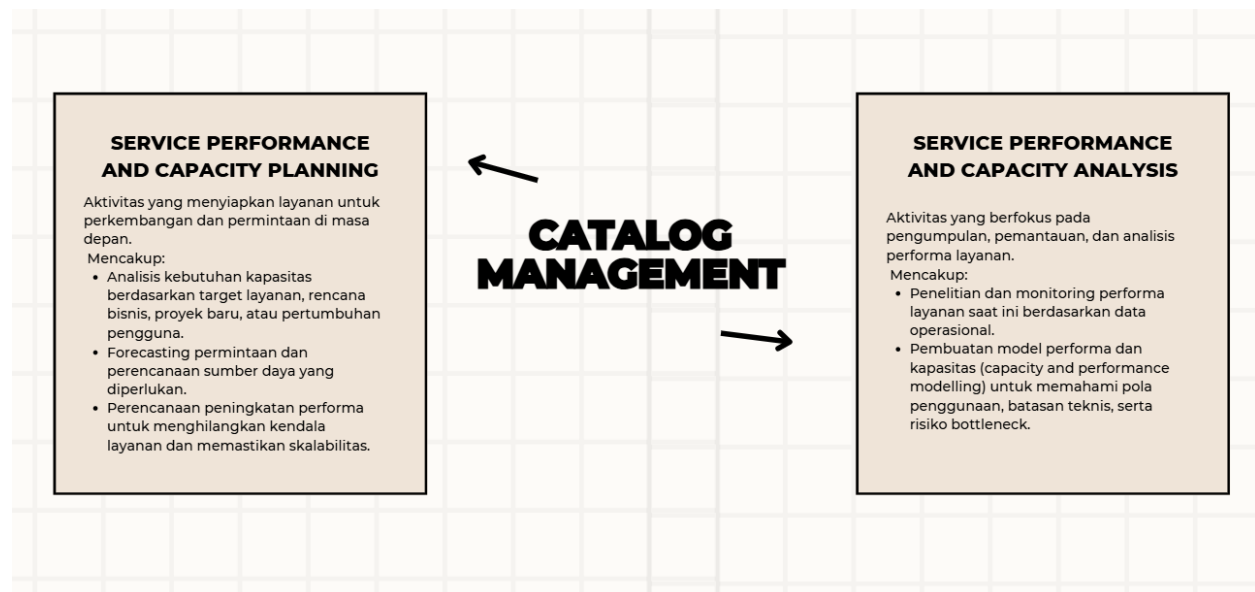 SERVICE PERFORMANCE
AND CAPACITY PLANNING
Aktivitas yang menyiapkan layanan untuk
perkembangan dan permintaan di masa
depan.
Mencakup:
• Analisis kebutuhan kapasitas
berdasarkan target layanan, rencana
bisnis, proyek baru, atau pertumbuhan
pengguna.
• Forecasting permintaan dan
perencanaan sumber daya yang
diperlukan.
• Perencanaan peningkatan performa
untuk menghilangkan kendala
layanan dan memastikan skalabilitas.
CATALOG
MANAGEMENT
SERVICE PERFORMANCE
AND CAPACITY ANALYSIS
Aktivitas yang berfokus pada
pengumpulan, pemantauan, dan analisis
performa layanan.
Mencakup:
• Penelitian dan monitoring performa
layanan saat ini berdasarkan data
operasional.
• Pembuatan model performa dan
kapasitas (capacity and performance
modelling) untuk memahami pola
penggunaan, batasan teknis, serta
risiko bottleneck.